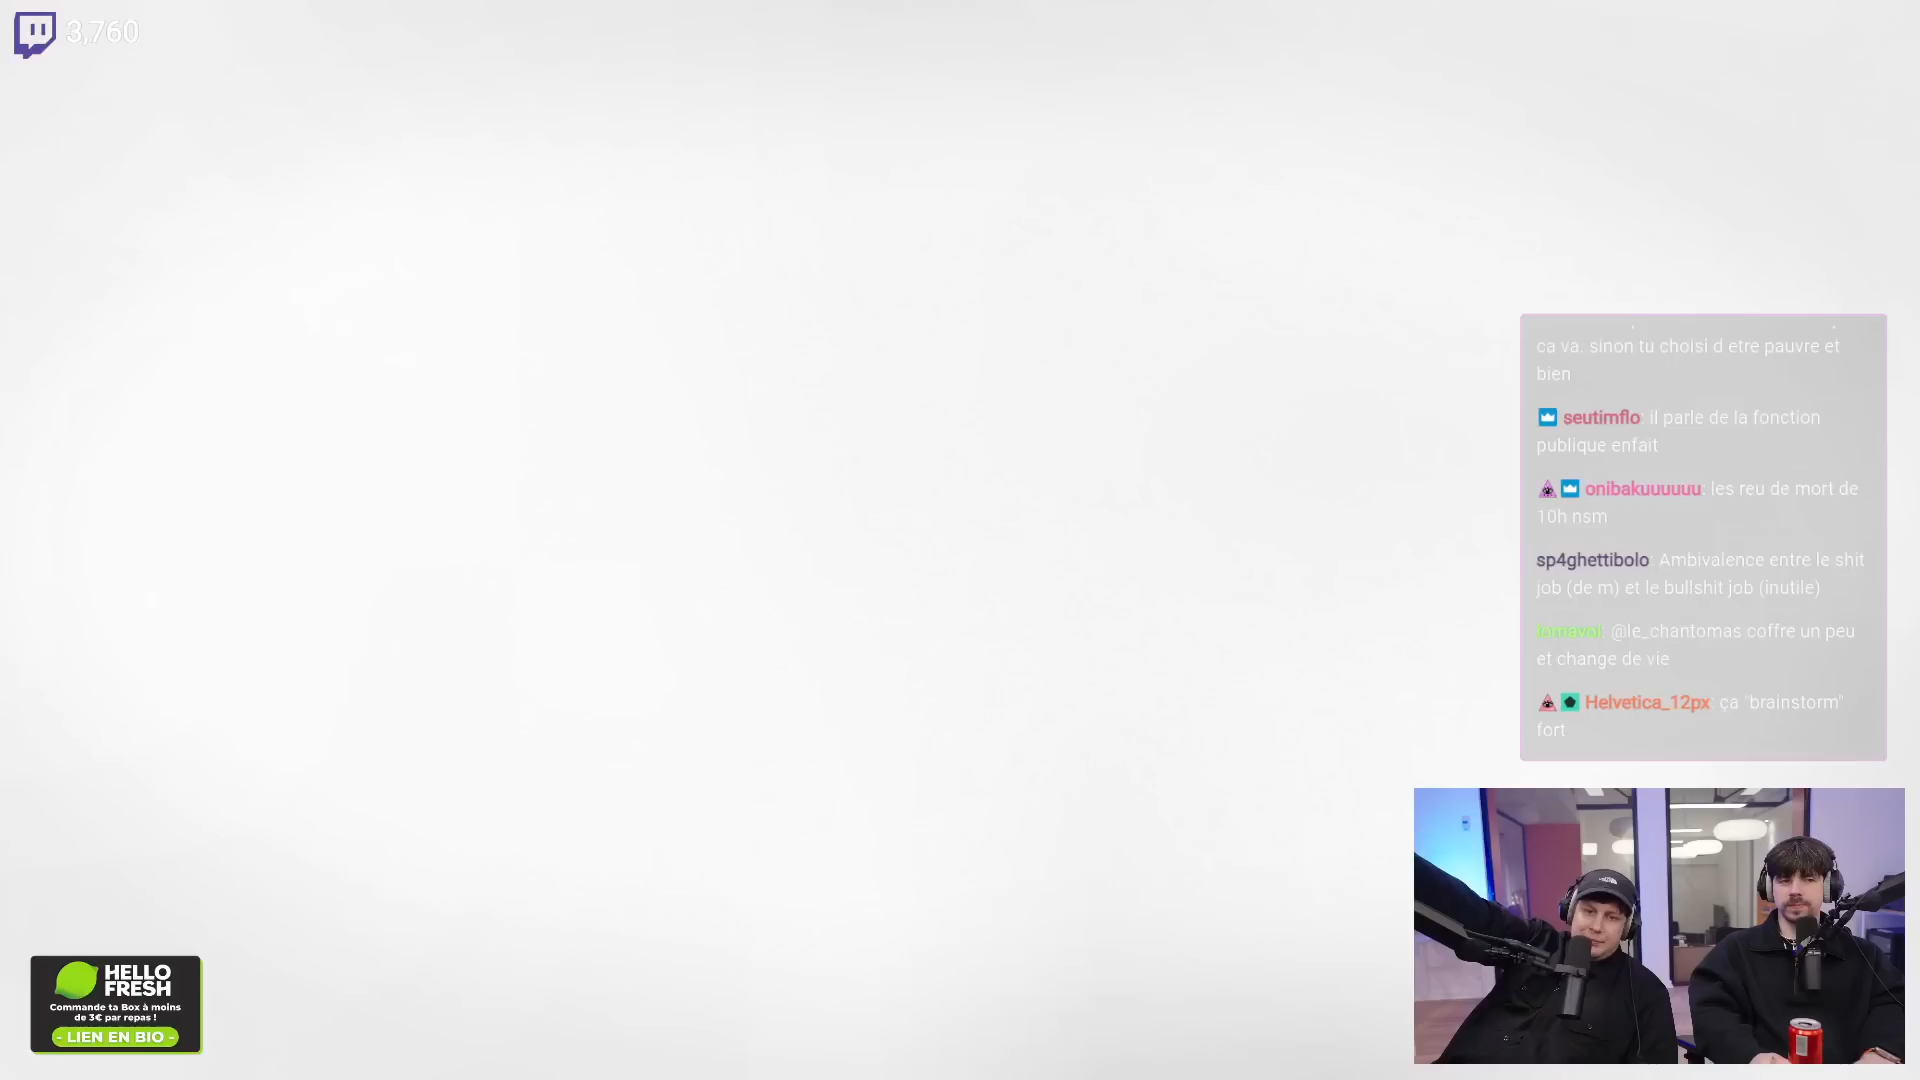 3,760
ca va. sinon tu choisi d etre pauvre et
bien
seutimflo: il parle de la fonction
publique enfait
onibakuuuuuu: les reu de mort de
10h nsm
sp4ghettibolo: Ambivalence entre le shit
job (de m) et le bullshit job (inutile)
@le_chantomas coffre un peu
et change de vie
Helvetica_12px: ça "brainstorm"
fort
HELLO
FRESH
Commande ta Box à moins
de 3€ par repas !
- LIEN EN BIO -